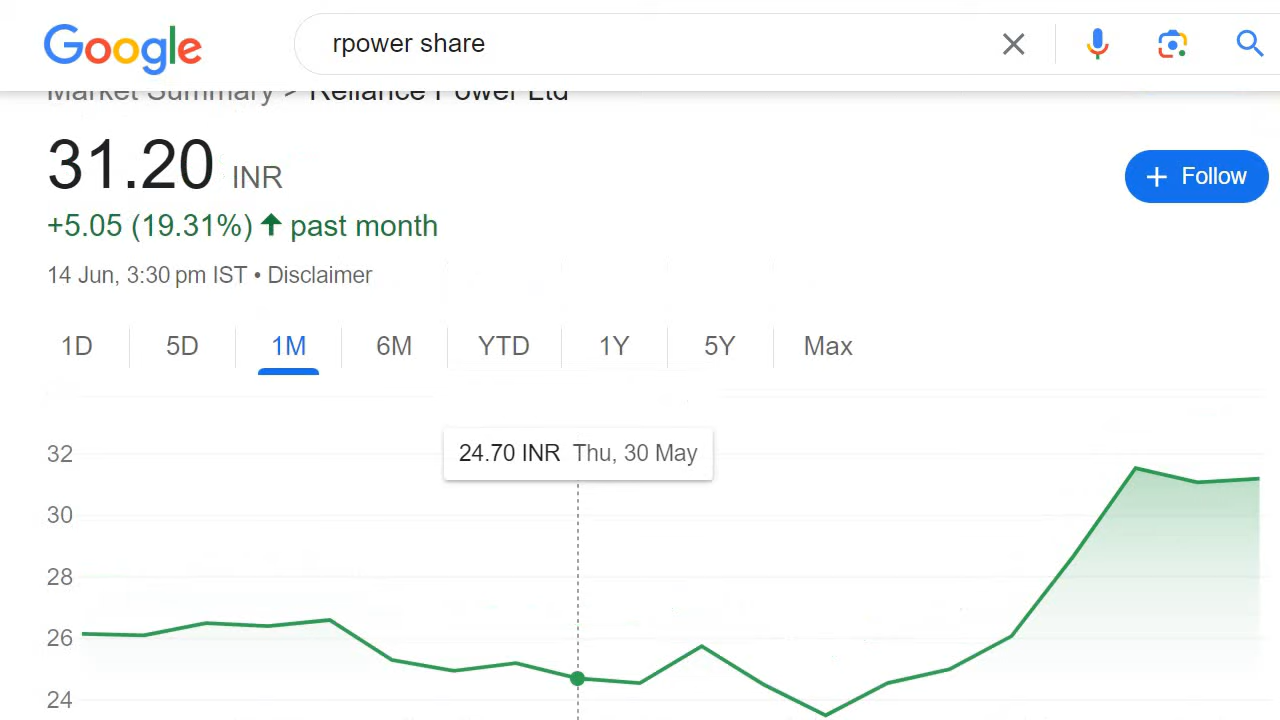 Google
rpower share
Market Summary > Reliance Power Ltd
31.20 INR
+ Follow
+5.05 (19.31%) ↑ past month
14 Jun, 3:30 pm IST • Disclaimer
1D 5D 1M 6M YTD 1Y 5Y Max
24.70 INR Thu, 30 May
32
30
28
26
24